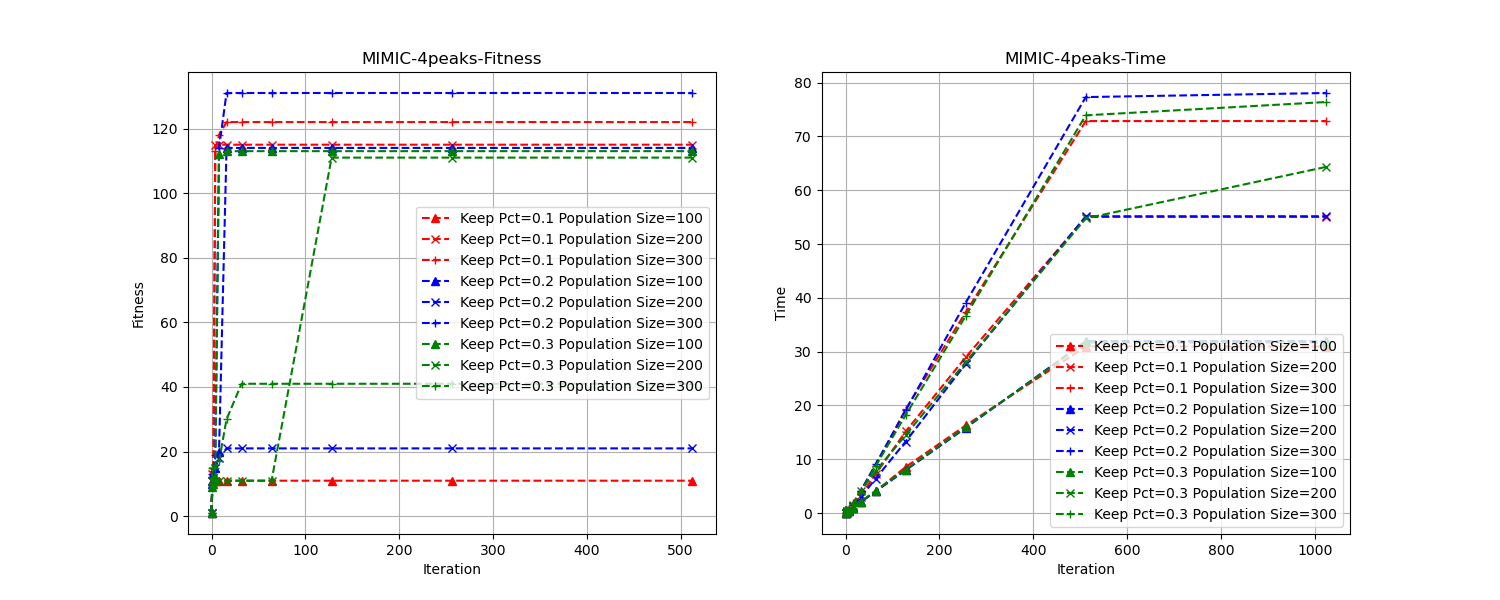 MIMIC-4peaks-Fitness
120
100
80
60
40
20
0
Fitness
Keep Pct=0.1 Population Size=100
Keep Pct=0.1 Population Size=200
Keep Pct=0.1 Population Size=300
Keep Pct=0.2 Population Size=100
Keep Pct=0.2 Population Size=200
Keep Pct=0.2 Population Size=300
Keep Pct=0.3 Population Size=100
Keep Pct=0.3 Population Size=200
Keep Pct=0.3 Population Size=300
0 100 200 300 400 500
Iteration
MIMIC-4peaks-Time
80
70
60
50
40
30
20
10
0
Time
Keep Pct=0.1 Population Size=100
Keep Pct=0.1 Population Size=200
Keep Pct=0.1 Population Size=300
Keep Pct=0.2 Population Size=100
Keep Pct=0.2 Population Size=200
Keep Pct=0.2 Population Size=300
Keep Pct=0.3 Population Size=100
Keep Pct=0.3 Population Size=200
Keep Pct=0.3 Population Size=300
0 200 400 600 800 1000
Iteration